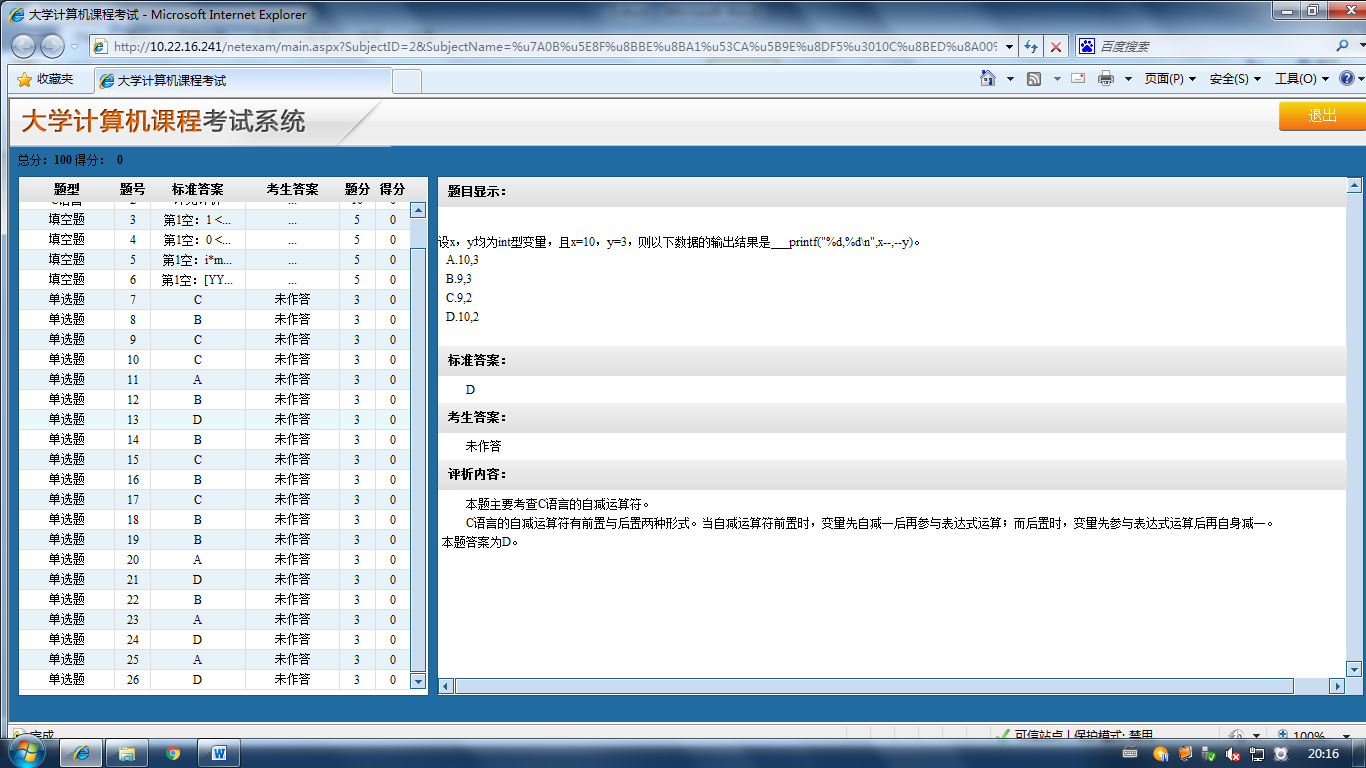 大学计算机课程考试 - Microsoft Internet Explorer
http://10.22.16.241/netexam/main.aspx?SubjectID=2&SubjectName=%u7A0B%u5E8F%u8BBE%u8BA1%u53CA%u5B9E%u8DF5%u3010C%u8BED%u8A00%
百度搜索
收藏夹
大学计算机课程考试
页面(P)
安全(S)
工具(O)
大学计算机课程考试系统
退出
总分：100 得分： 0
题型 题号 标准答案 考生答案 题分 得分
填空题 3 第1空：1 <... ... 5 0
填空题 4 第1空：0 <... ... 5 0
填空题 5 第1空：i*m... ... 5 0
填空题 6 第1空：[YY... ... 5 0
单选题 7 C 未作答 3 0
单选题 8 B 未作答 3 0
单选题 9 C 未作答 3 0
单选题 10 C 未作答 3 0
单选题 11 A 未作答 3 0
单选题 12 B 未作答 3 0
单选题 13 D 未作答 3 0
单选题 14 B 未作答 3 0
单选题 15 C 未作答 3 0
单选题 16 B 未作答 3 0
单选题 17 C 未作答 3 0
单选题 18 B 未作答 3 0
单选题 19 B 未作答 3 0
单选题 20 A 未作答 3 0
单选题 21 D 未作答 3 0
单选题 22 B 未作答 3 0
单选题 23 A 未作答 3 0
单选题 24 D 未作答 3 0
单选题 25 A 未作答 3 0
单选题 26 D 未作答 3 0
题目显示：
设x，y均为int型变量，且x=10，y=3，则以下数据的输出结果是___printf("%d,%d\n",x--,--y)。
A.10,3
B.9,3
C.9,2
D.10,2
标准答案：
D
考生答案：
未作答
评析内容：
本题主要考查C语言的自减运算符。
C语言的自减运算符有前置与后置两种形式。当自减运算符前置时，变量先自减一后再参与表达式运算；而后置时，变量先参与表达式运算后再自身减一。
本题答案为D。
完成
可信站点 | 保护模式: 禁用
100%
20:16